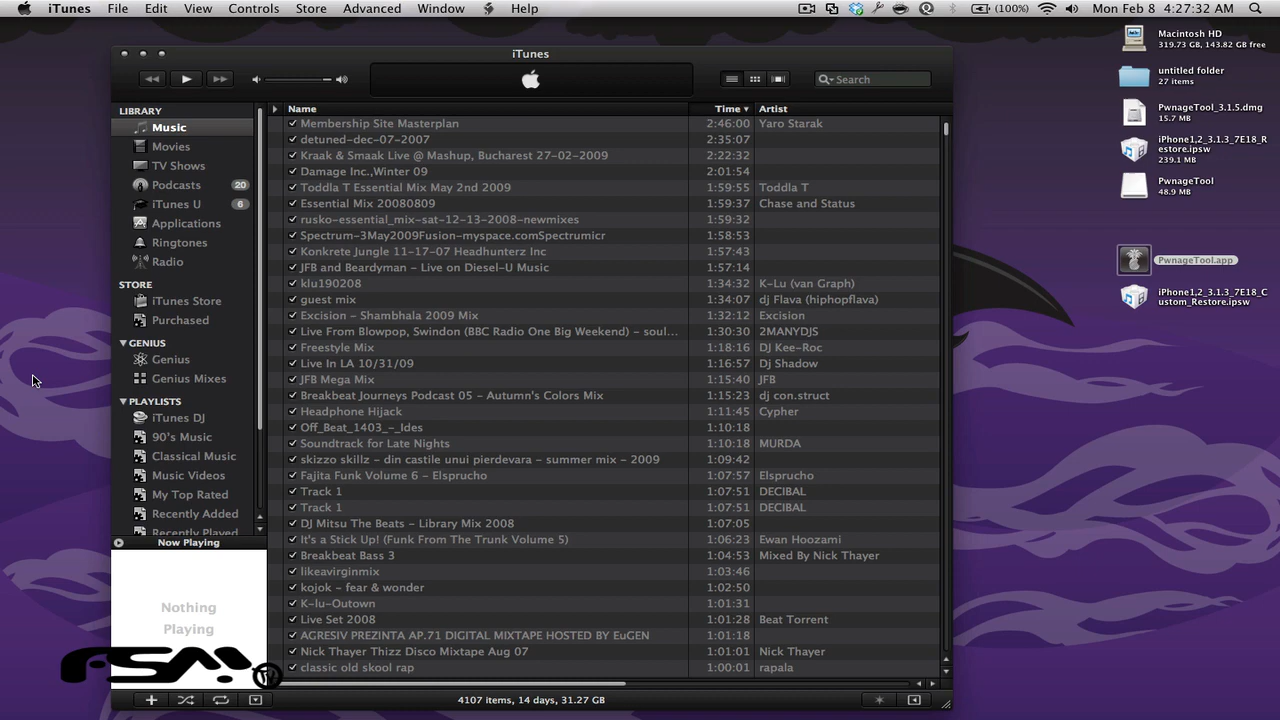 iTunes File Edit View Controls Store Advanced Window Help (100%) Mon Feb 8 4:27:32 AM
iTunes
Search
LIBRARY
Music
Movies
TV Shows
Podcasts 20
iTunes U 6
Applications
Ringtones
Radio
STORE
iTunes Store
Purchased
GENIUS
Genius
Genius Mixes
PLAYLISTS
iTunes DJ
90's Music
Classical Music
Music Videos
My Top Rated
Recently Added
Recently Played
Now Playing
Nothing
Playing
Name Time Artist
Membership Site Masterplan 2:46:00 Yaro Starak
detuned-dec-07-2007 2:35:07
Kraak & Smaak Live @ Mashup, Bucharest 27-02-2009 2:22:32
Damage Inc.,Winter 09 2:01:54
Toddla T Essential Mix May 2nd 2009 1:59:55 Toddla T
Essential Mix 20080809 1:59:37 Chase and Status
rusko-essential_mix-sat-12-13-2008-newmixes 1:59:32
Spectrum-3May2009Fusion-myspace.comSpectrumicr 1:58:53
Konkrete Jungle 11-17-07 Headhunterz Inc 1:57:43
JFB and Beardyman - Live on Diesel-U Music 1:57:14
klu190208 1:34:32 K-Lu (van Graph)
guest mix 1:34:07 dj Flava (hiphopflava)
Excision - Shambhala 2009 Mix 1:32:12 Excision
Live From Blowpop, Swindon (BBC Radio One Big Weekend) - soul... 1:30:30 2MANYDJS
Freestyle Mix 1:18:16 DJ Kee-Roc
Live In LA 10/31/09 1:16:57 Dj Shadow
JFB Mega Mix 1:15:40 JFB
Breakbeat Journeys Podcast 05 - Autumn's Colors Mix 1:15:23 dj con.struct
Headphone Hijack 1:11:45 Cypher
Off_Beat_1403_-_Ides 1:10:18
Soundtrack for Late Nights 1:10:18 MURDA
skizzo skillz - din castile unui pierdevara - summer mix - 2009 1:09:42
Fajita Funk Volume 6 - Elsprucho 1:07:57 Elsprucho
Track 1 1:07:51 DECIBAL
Track 1 1:07:51 DECIBAL
DJ Mitsu The Beats - Library Mix 2008 1:07:05
It's a Stick Up! (Funk From The Trunk Volume 5) 1:06:23 Ewan Hoozami
Breakbeat Bass 3 1:04:53 Mixed By Nick Thayer
likeavirginmix 1:03:46
kojok - fear & wonder 1:02:50
K-lu-Outown 1:01:31
Live Set 2008 1:01:28 Beat Torrent
AGRESIV PREZINTA AP.71 DIGITAL MIXTAPE HOSTED BY EuGEN 1:01:18
Nick Thayer Thizz Disco Mixtape Aug 07 1:01:17 Nick Thayer
classic old skool rap 1:00:01 rapala
4107 items, 14 days, 31.27 GB
Macintosh HD
319.73 GB, 143.82 GB free
untitled folder
27 items
PwnageTool_3.1.5.dmg
15.7 MB
iPhone1,2_3.1.3_7E18_R
estore.ipsw
239.1 MB
PwnageTool
48.9 MB
PwnageTool.app
iPhone1,2_3.1.3_7E18_C
ustom_Restore.ipsw